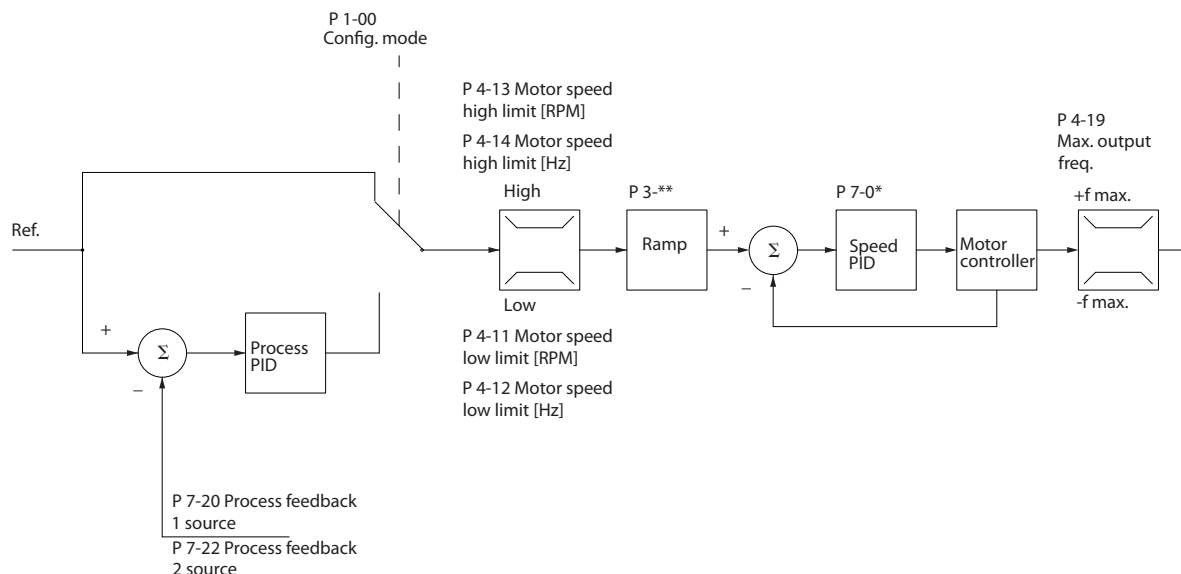 P 1-00
Config. mode
P 4-13 Motor speed
high limit [RPM]
P 4-14 Motor speed
high limit [Hz]
P 4-19
Max. output
freq.
High
P 3-**
P 7-0*
+f max.
Ref.
Ramp
+
Σ
_
Speed
PID
Motor
controller
Low
-f max.
+
Σ
_
Process
PID
P 4-11 Motor speed
low limit [RPM]
P 4-12 Motor speed
low limit [Hz]
P 7-20 Process feedback
1 source
P 7-22 Process feedback
2 source